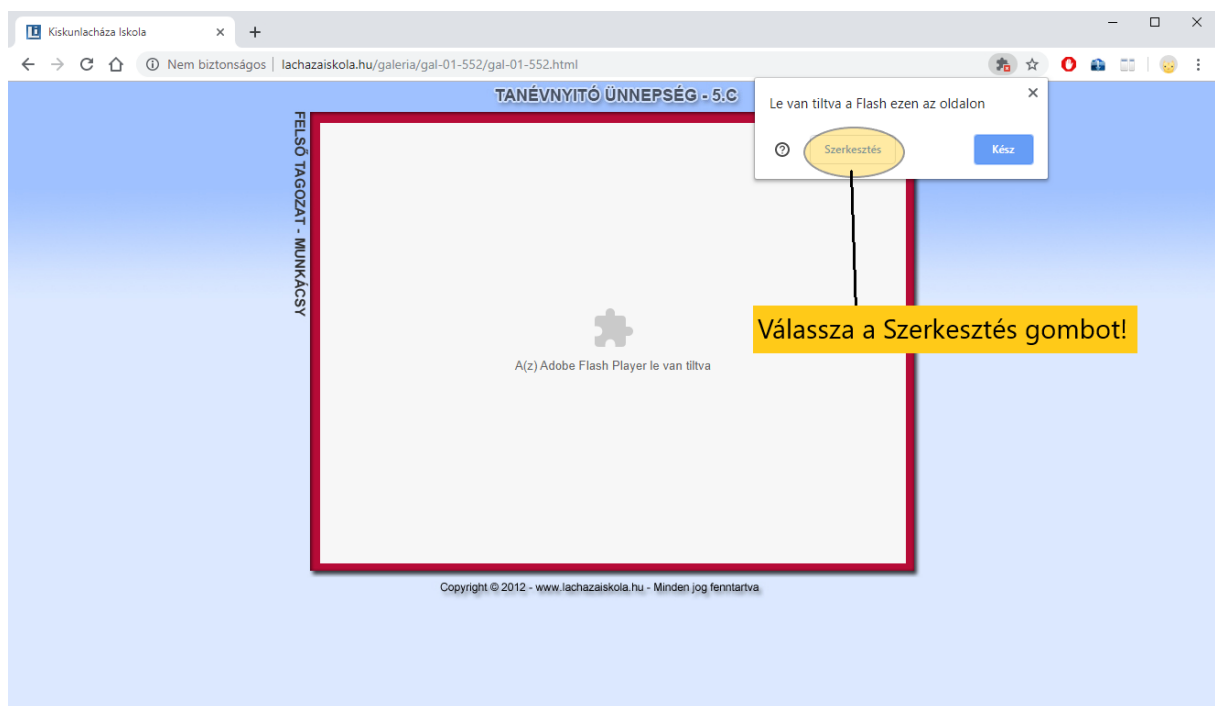 Kiskunlacháza Iskola
Nem biztonságos | lachazaiskola.hu/galeria/gal-01-552/gal-01-552.html
TANÉVNYITÓ ÜNNEPSÉG - 5.C
Le van tiltva a Flash ezen az oldalon
Szerkesztés
Kész
FELSŐ TAGOZAT - MUNKÁCSY
Válassza a Szerkesztés gombot!
A(z) Adobe Flash Player le van tiltva
Copyright © 2012 - www.lachazaiskola.hu - Minden jog fenntartva